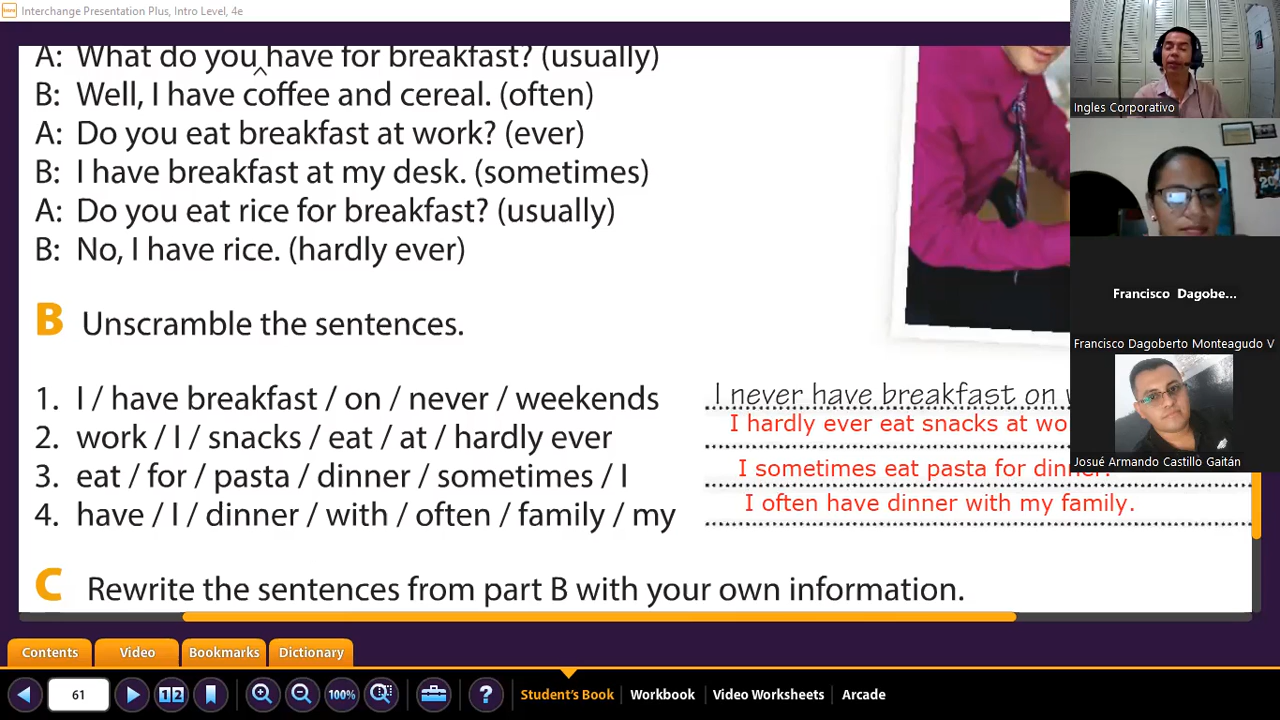 Interchange Presentation Plus, Intro Level, 4e
A: What do you have for breakfast? (usually)
B: Well, I have coffee and cereal. (often)
A: Do you eat breakfast at work? (ever)
B: I have breakfast at my desk. (sometimes)
A: Do you eat rice for breakfast? (usually)
B: No, I have rice. (hardly ever)
B Unscramble the sentences.
1. I / have breakfast / on / never / weekends
I never have breakfast on
2. work / I / snacks / eat / at / hardly ever
I hardly ever eat snacks at wo
3. eat / for / pasta / dinner / sometimes / I
I sometimes eat pasta for dinner.
4. have / I / dinner / with / often / family / my
I often have dinner with my family.
C Rewrite the sentences from part B with your own information.
Ingles Corporativo
Francisco Dagobe...
Francisco Dagoberto Monteagudo V
Josué Armando Castillo Gaitán
Contents Video Bookmarks Dictionary
61 1 2 100% ? Student's Book Workbook Video Worksheets Arcade